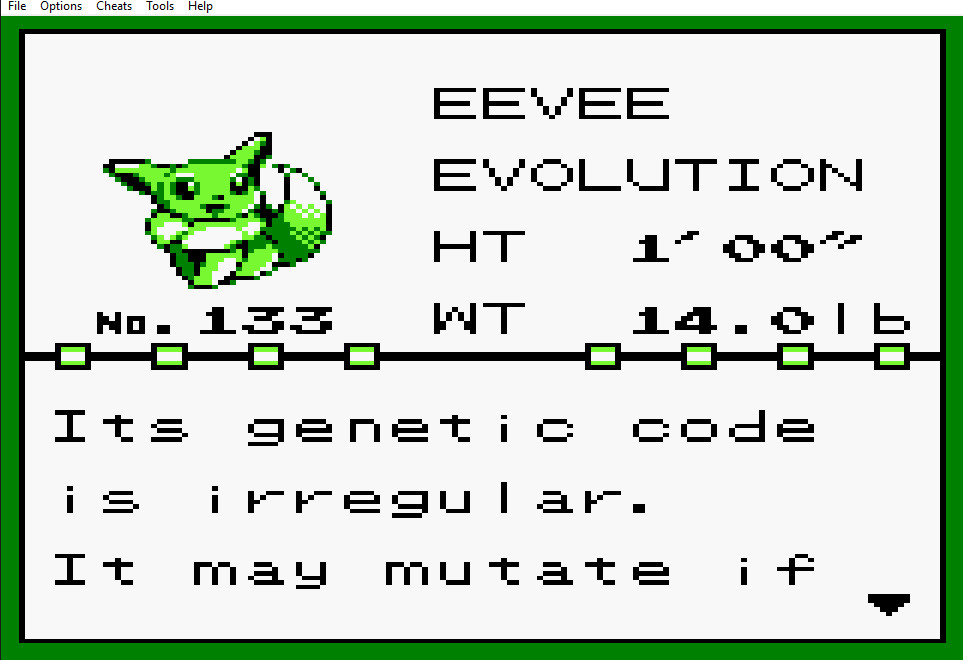 File Options Cheats Tools Help
EEVEE
EVOLUTION
HT 1′00″
No.133 WT 14.0lb
Its genetic code
is irregular.
It may mutate if